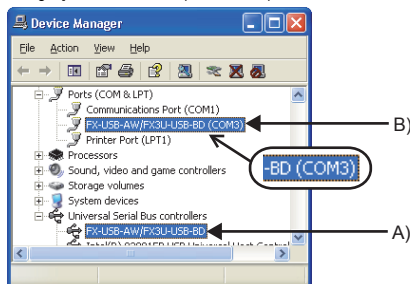 Device Manager
File Action View Help
Ports (COM & LPT)
Communications Port (COM1)
FX-USB-AW/FX3U-USB-BD (COM3)
B)
Printer Port (LPT1)
Processors
-BD (COM3)
Sound, video and game controllers
Storage volumes
System devices
Universal Serial Bus controllers
FX-USB-AW/FX3U-USB-BD
A)